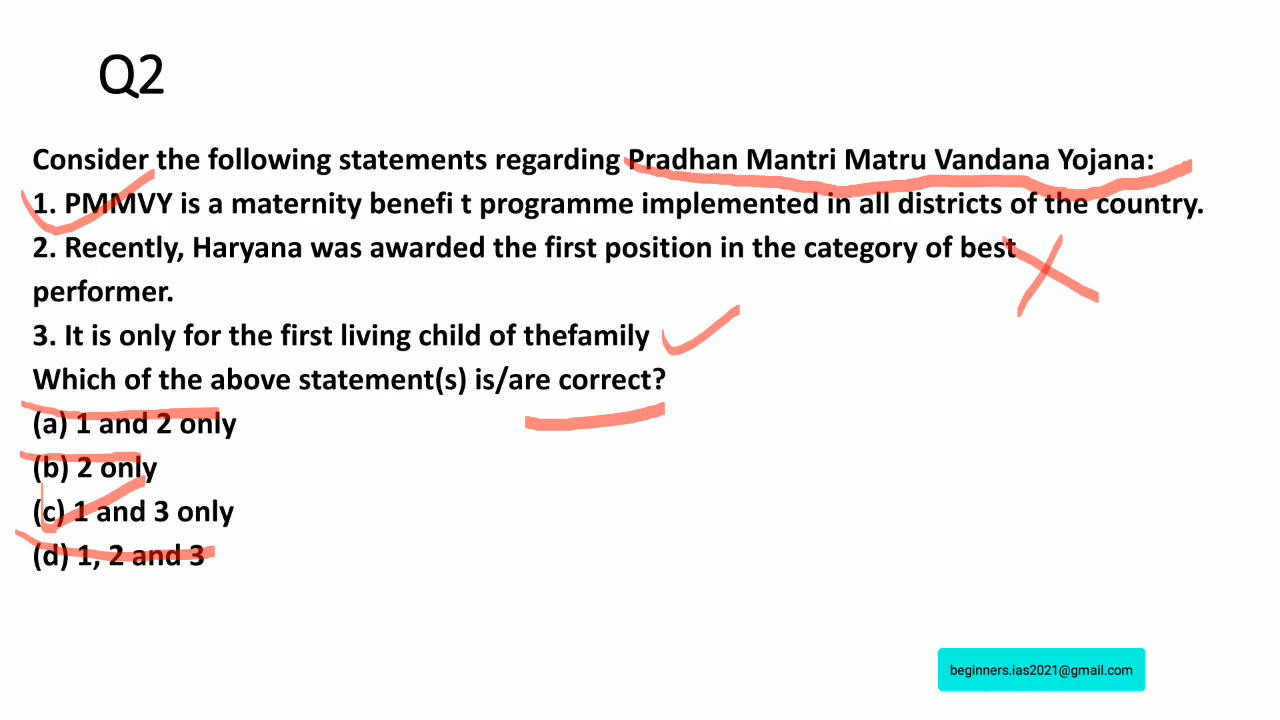 Q2
Consider the following statements regarding Pradhan Mantri Matru Vandana Yojana:
1. PMMVY is a maternity benefi t programme implemented in all districts of the country.
2. Recently, Haryana was awarded the first position in the category of best
performer.
3. It is only for the first living child of thefamily
Which of the above statement(s) is/are correct?
(a) 1 and 2 only
(b) 2 only
(c) 1 and 3 only
(d) 1, 2 and 3
beginners.ias2021@gmail.com